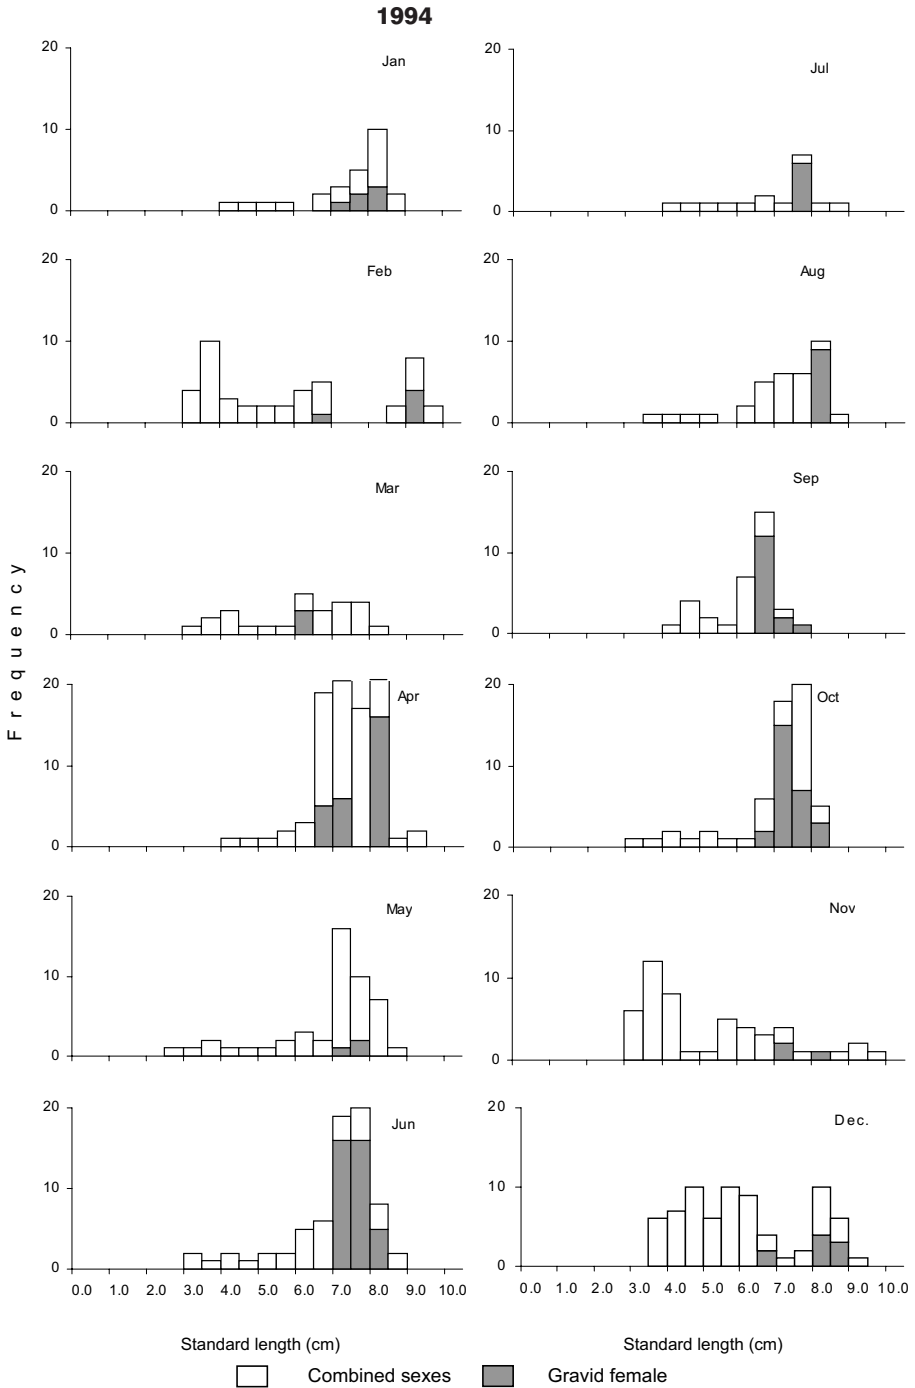 1994
20
10
0
Jan
20
10
0
Jul
20
10
0
Feb
20
10
0
Aug
20
10
0
Mar
20
10
0
Sep
Frequency
20
10
0
Apr
20
10
0
Oct
20
10
0
May
20
10
0
Nov
20
10
0
Jun
20
10
0
Dec.
0.0 1.0 2.0 3.0 4.0 5.0 6.0 7.0 8.0 9.0 10.0
0.0 1.0 2.0 3.0 4.0 5.0 6.0 7.0 8.0 9.0 10.0
Standard length (cm)
Standard length (cm)
Combined sexes
Gravid female